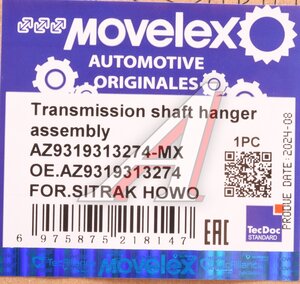 Movelex
AUTOMOTIVE
ORIGINALES
Transmission shaft hanger
assembly
AZ9319313274-MX
1PC
OE.AZ9319313274
FOR.SITRAK HOWO
PRODUE DATE:2024-08
6 975875 218147
EAC
TecDoc
STANDARD
Movelex